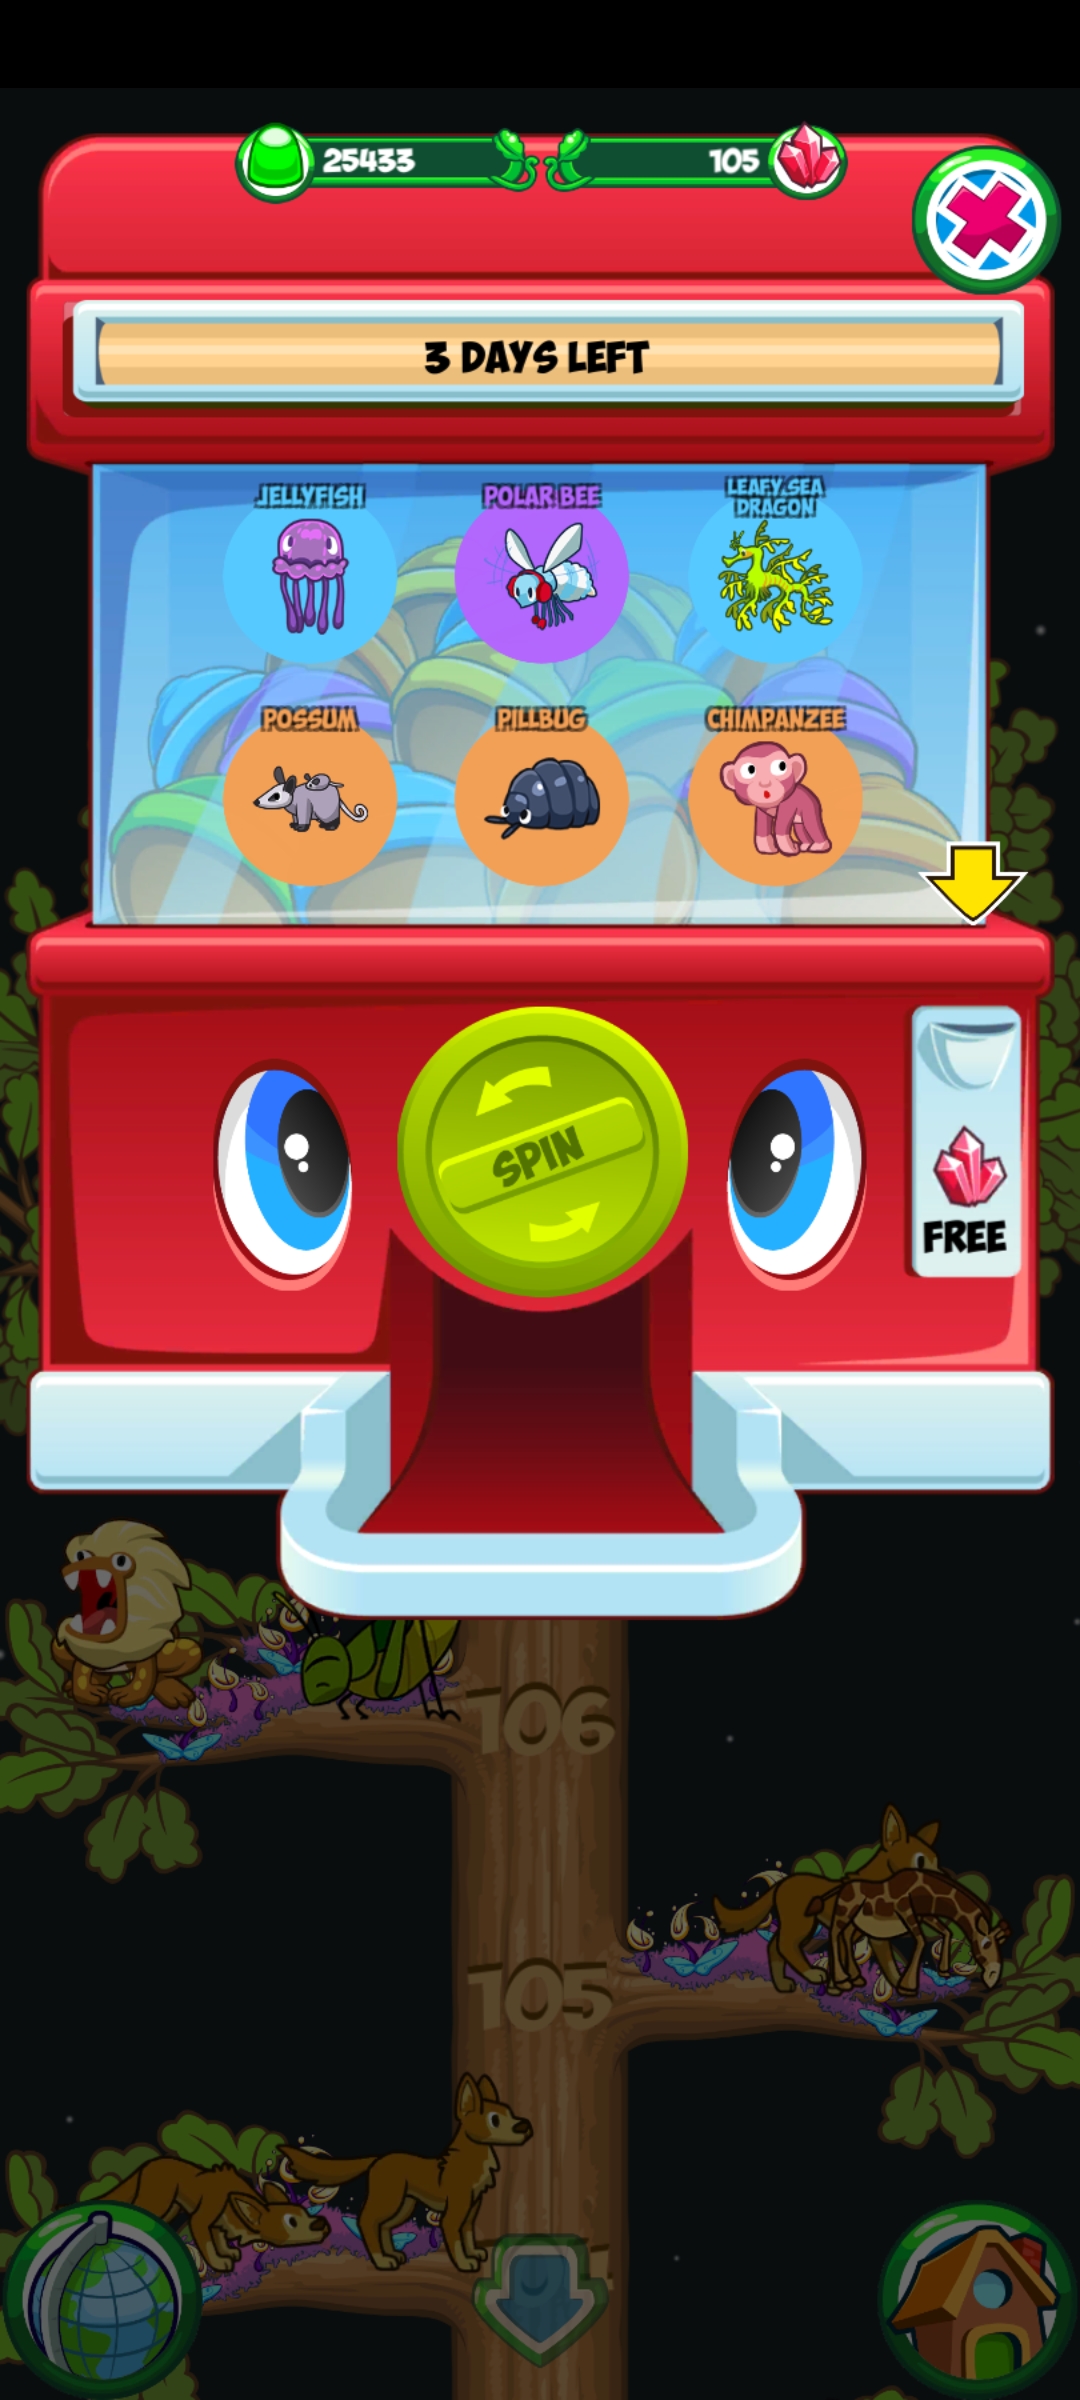 25433
105
3 DAYS LEFT
JELLYFISH
POLAR BEE
LEAFY SEA
DRAGON
POSSUM
PILLBUG
CHIMPANZEE
SPIN
FREE
106
105